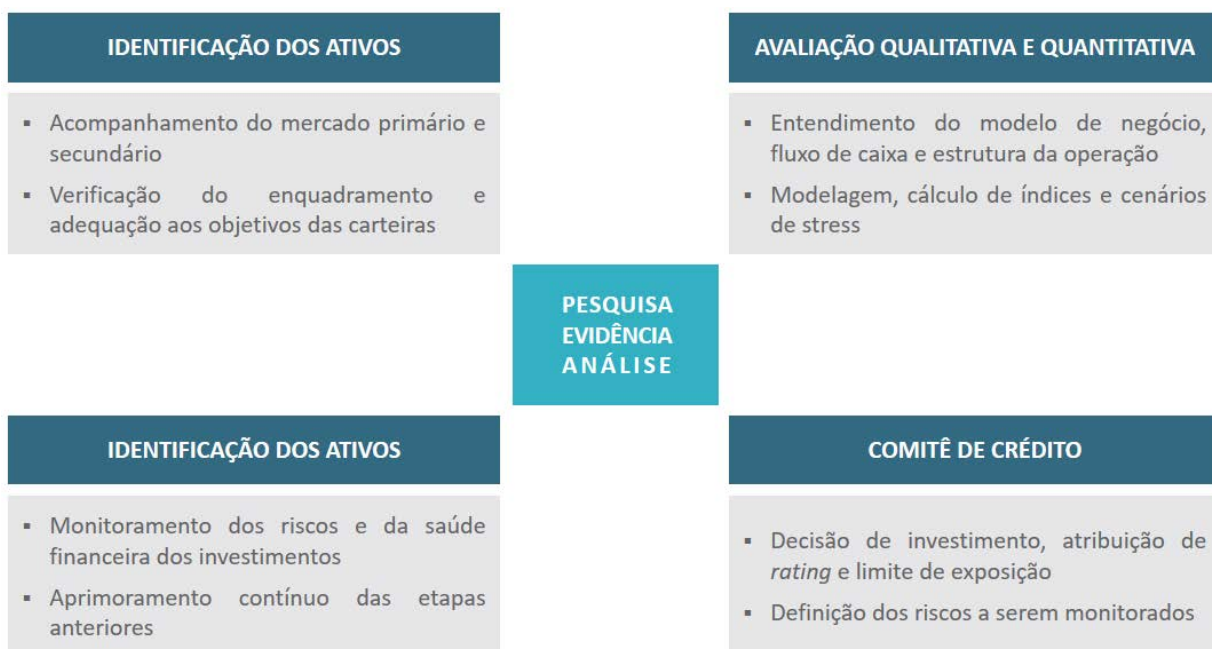 IDENTIFICAÇÃO DOS ATIVOS
▪ Acompanhamento do mercado primário e
secundário
▪ Verificação do enquadramento e
adequação aos objetivos das carteiras
AVALIAÇÃO QUALITATIVA E QUANTITATIVA
▪ Entendimento do modelo de negócio,
fluxo de caixa e estrutura da operação
▪ Modelagem, cálculo de índices e cenários
de stress
PESQUISA
EVIDÊNCIA
ANÁLISE
IDENTIFICAÇÃO DOS ATIVOS
▪ Monitoramento dos riscos e da saúde
financeira dos investimentos
▪ Aprimoramento contínuo das etapas
anteriores
COMITÊ DE CRÉDITO
▪ Decisão de investimento, atribuição de
rating e limite de exposição
▪ Definição dos riscos a serem monitorados